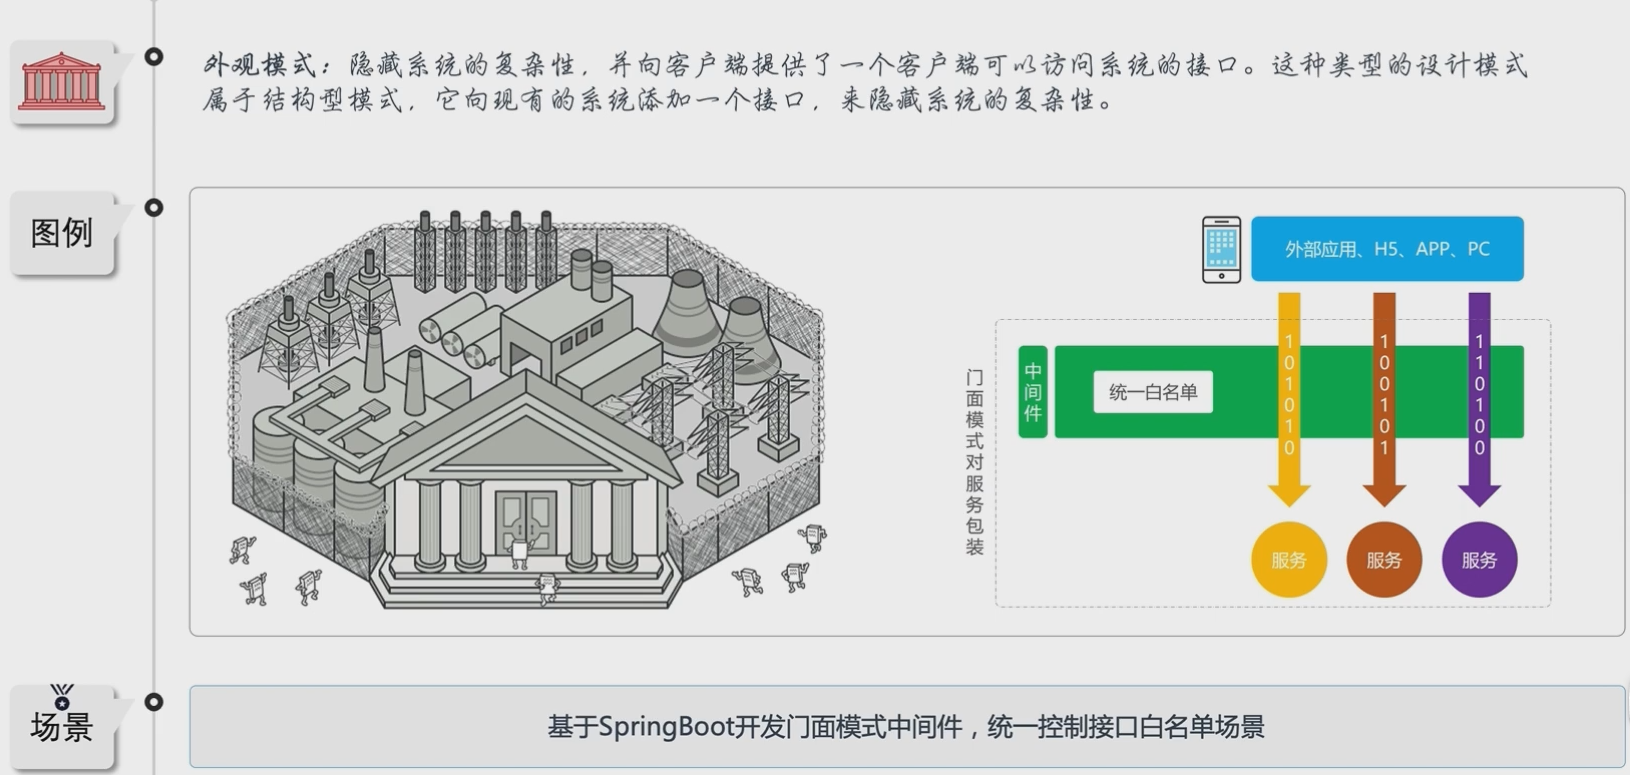 外观模式：隐藏系统的复杂性，并向客户端提供了一个客户端可以访问系统的接口。这种类型的设计模式
属于结构型模式，它向现有的系统添加一个接口，来隐藏系统的复杂性。
图例
外部应用、H5、APP、PC
门面模式对服务包装
中间件
统一白名单
101010
100101
110100
服务
服务
服务
场景
基于SpringBoot开发门面模式中间件，统一控制接口白名单场景